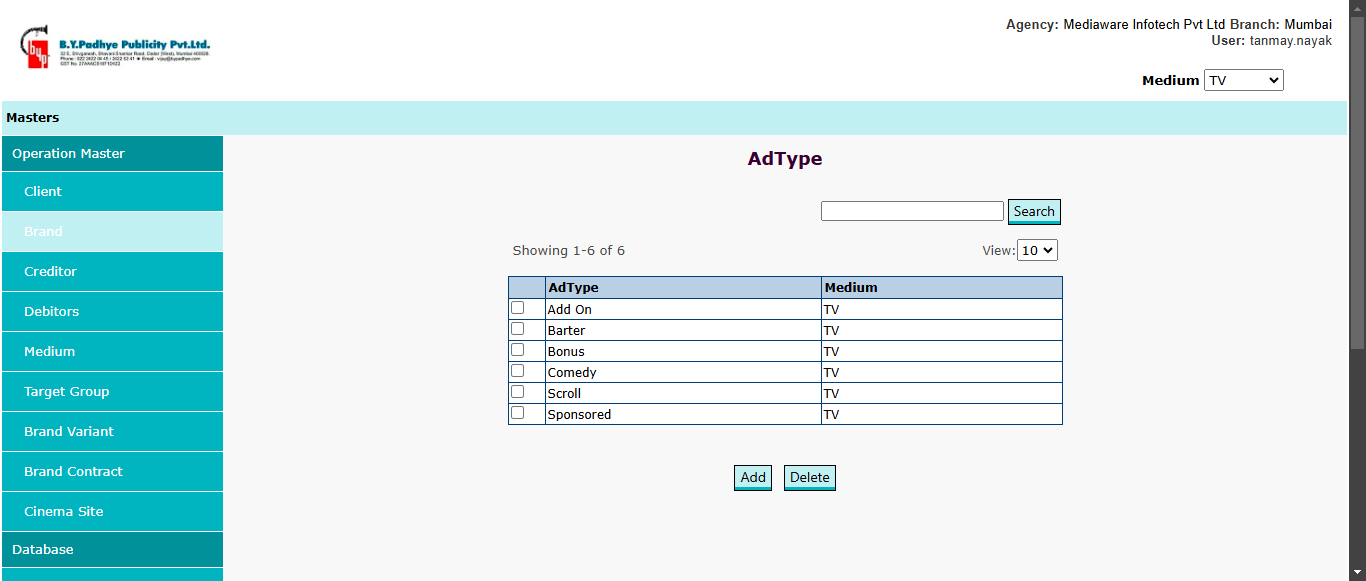 Agency: Mediaware Infotech Pvt Ltd Branch: Mumbai
User: tanmay.nayak
B.Y.Padhye Publicity Pvt.Ltd.
Medium TV
Masters
Operation Master
Client
Brand
Creditor
Debitors
Medium
Target Group
Brand Variant
Brand Contract
Cinema Site
Database
AdType
Search
Showing 1-6 of 6 View: 10
AdType Medium
Add On TV
Barter TV
Bonus TV
Comedy TV
Scroll TV
Sponsored TV
Add Delete